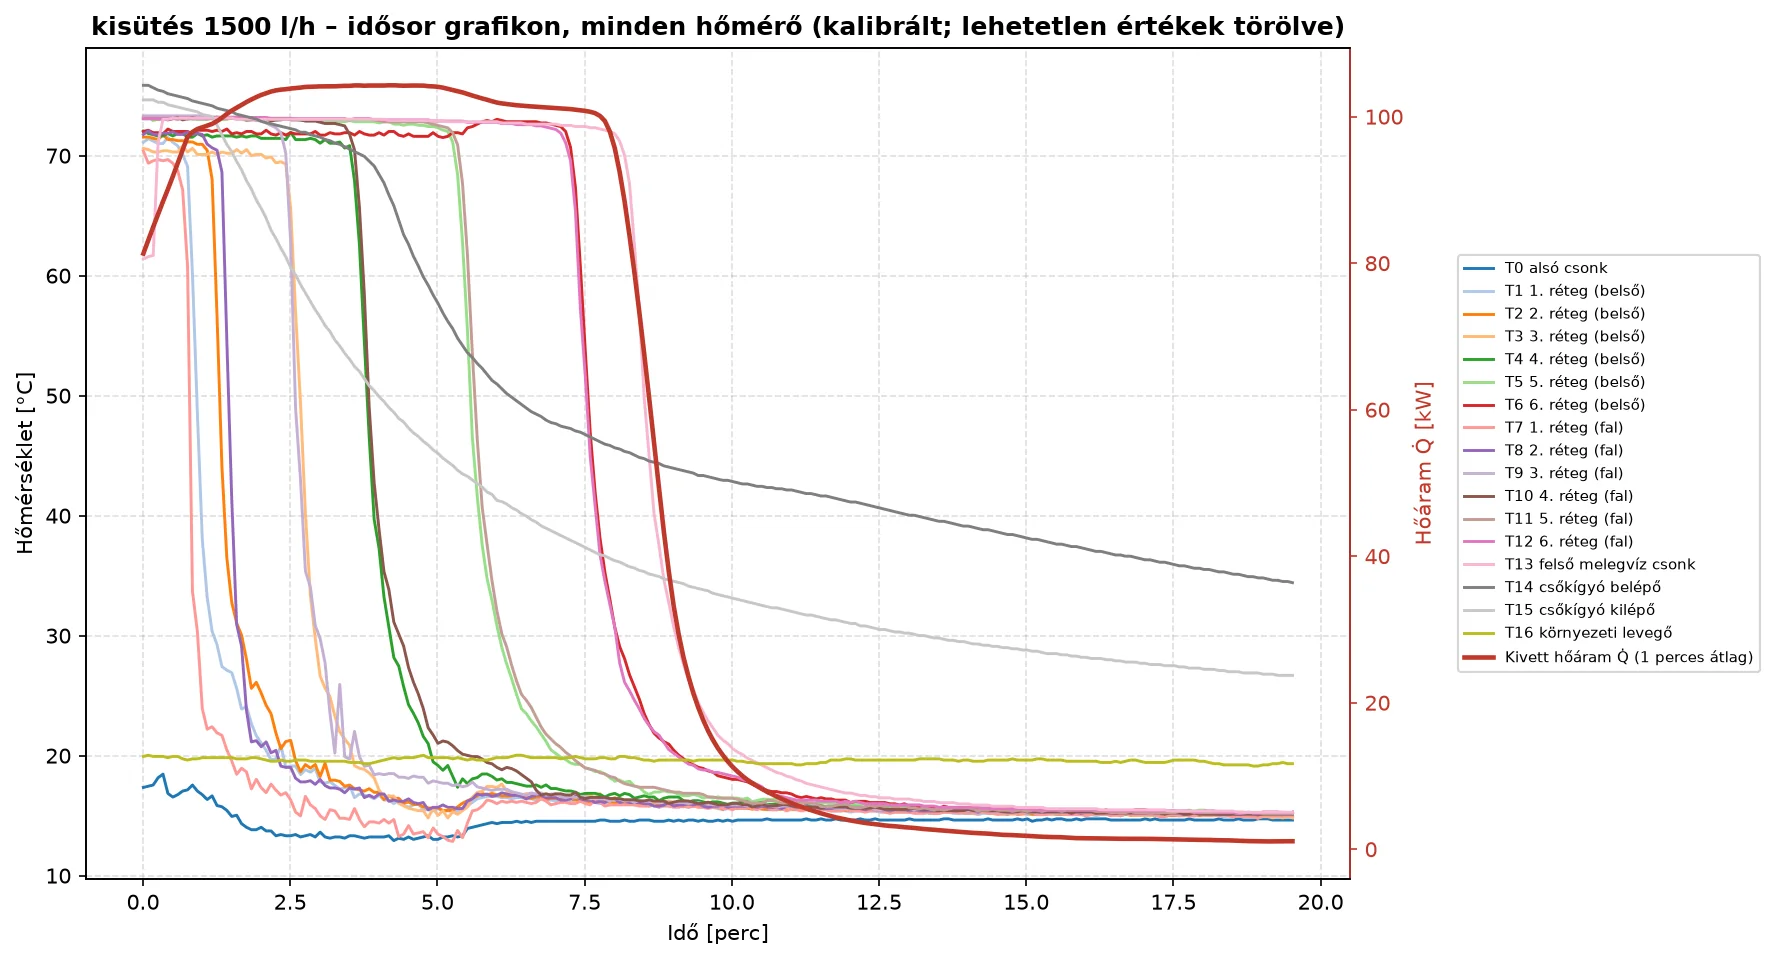 kisütés 1500 l/h – idősor grafikon, minden hőmérő (kalibrált; lehetetlen értékek törölve)
Hőmérséklet [°C]
70
60
50
40
30
20
10
0.0
2.5
5.0
7.5
10.0
12.5
15.0
17.5
20.0
Idő [perc]
100
80
60
40
20
0
Hőáram Q̇ [kW]
T0 alsó csonk
T1 1. réteg (belső)
T2 2. réteg (belső)
T3 3. réteg (belső)
T4 4. réteg (belső)
T5 5. réteg (belső)
T6 6. réteg (belső)
T7 1. réteg (fal)
T8 2. réteg (fal)
T9 3. réteg (fal)
T10 4. réteg (fal)
T11 5. réteg (fal)
T12 6. réteg (fal)
T13 felső melegvíz csonk
T14 csőkígyó belépő
T15 csőkígyó kilépő
T16 környezeti levegő
Kivett hőáram Q̇ (1 perces átlag)